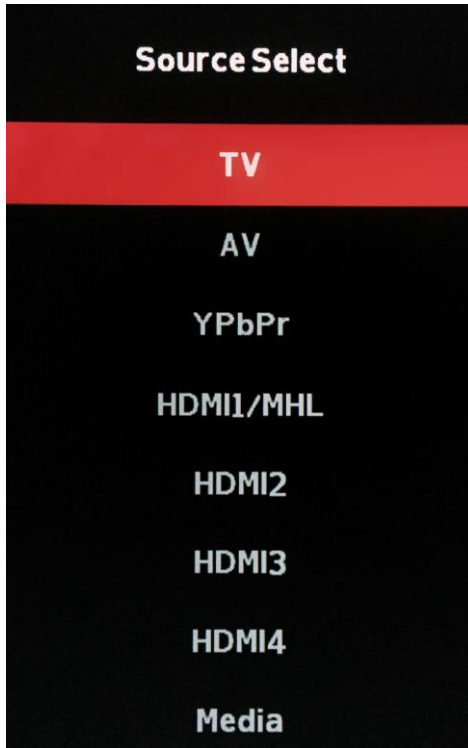 Source Select
TV
AV
YPbPr
HDMI1/MHL
HDMI2
HDMI3
HDMI4
Media